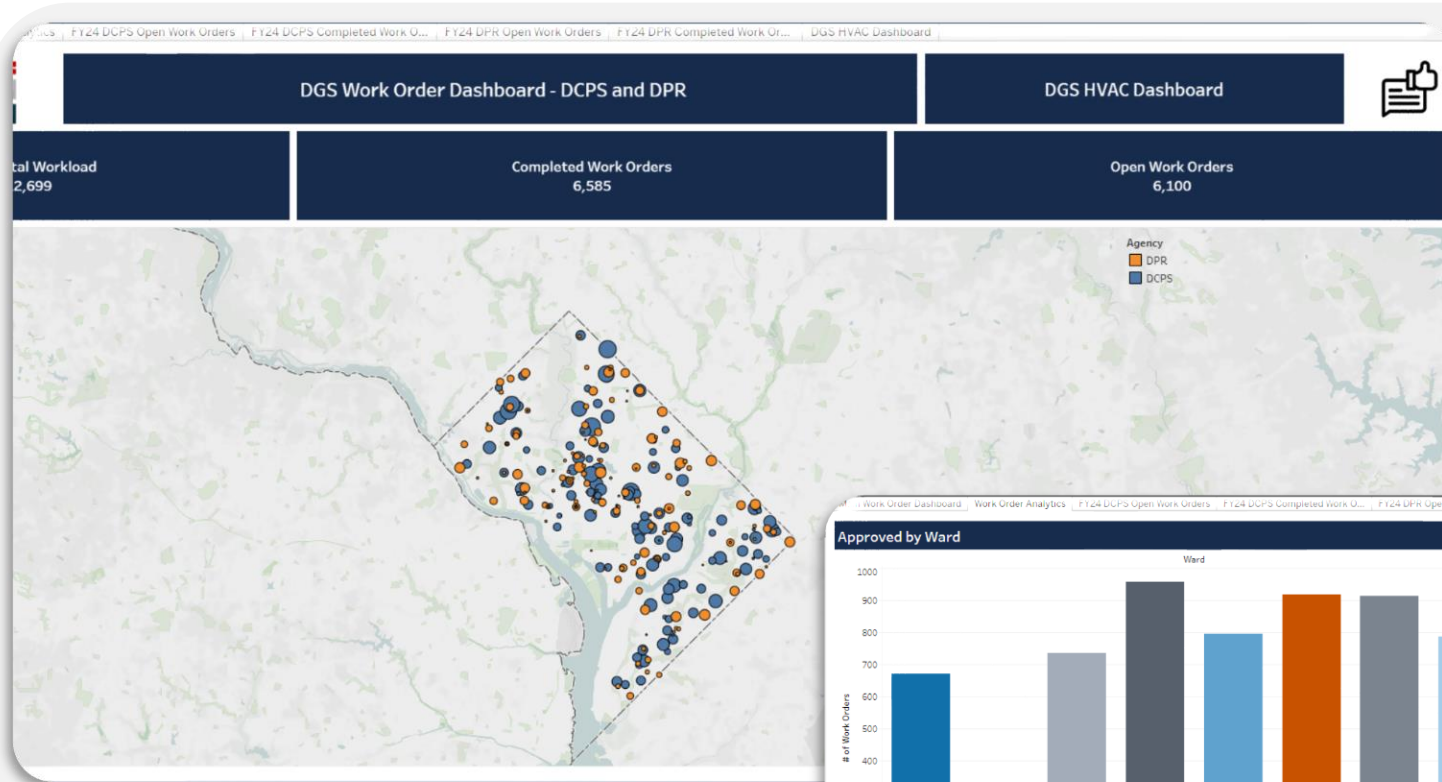 FY24 DCPS Open Work Orders FY24 DCPS Completed Work O... FY24 DPR Open Work Orders FY24 DPR Completed Work Or... DGS HVAC Dashboard
DGS Work Order Dashboard - DCPS and DPR
DGS HVAC Dashboard
tal Workload
2,699
Completed Work Orders
6,585
Open Work Orders
6,100
Agency
DPR
DCPS
Work Order Dashboard Work Order Analytics FY24 DCPS Open Work Orders FY24 DCPS Completed Work O... FY24 DPR Ope
Approved by Ward
Ward
1000
900
800
700
600
500
400
# of Work Orders